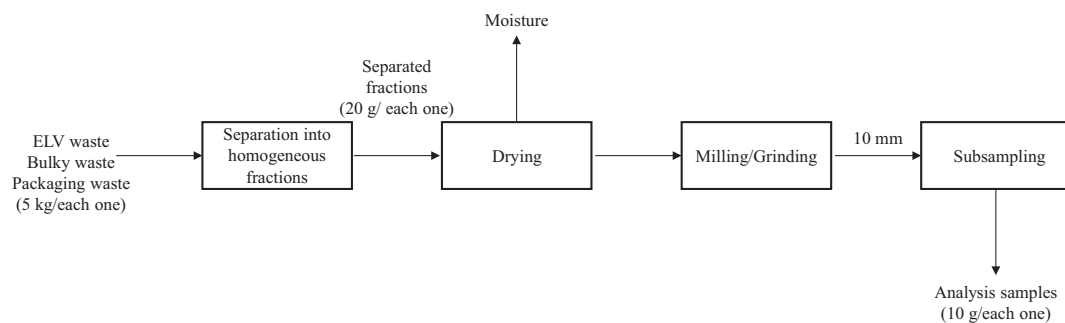 Moisture
Separated
fractions
(20 g/ each one)
ELV waste
Bulky waste
Packaging waste
(5 kg/each one)
Separation into
homogeneous
fractions
Drying
Milling/Grinding
10 mm
Subsampling
Analysis samples
(10 g/each one)